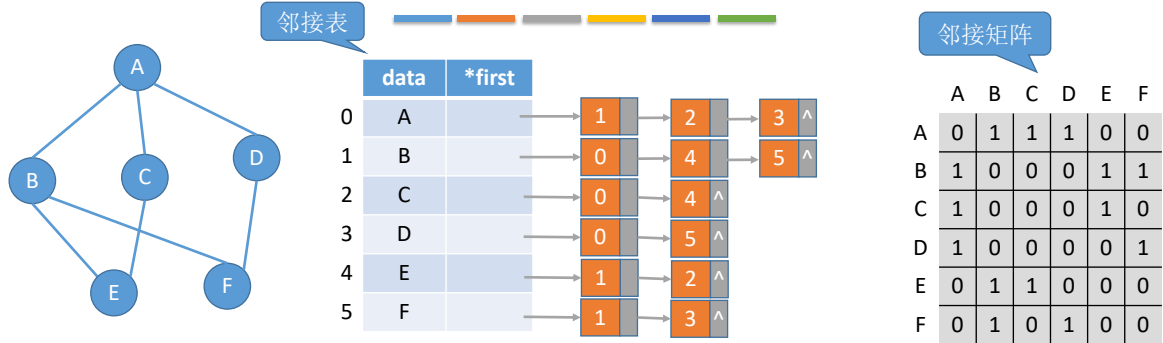 邻接表
邻接矩阵
A
B
C
D
E
F
data *first
0 A 1 2 3 ^
1 B 0 4 5 ^
2 C 0 4 ^
3 D 0 5 ^
4 E 1 2 ^
5 F 1 3 ^
A B C D E F
A 0 1 1 1 0 0
B 1 0 0 0 1 1
C 1 0 0 0 1 0
D 1 0 0 0 0 1
E 0 1 1 0 0 0
F 0 1 0 1 0 0